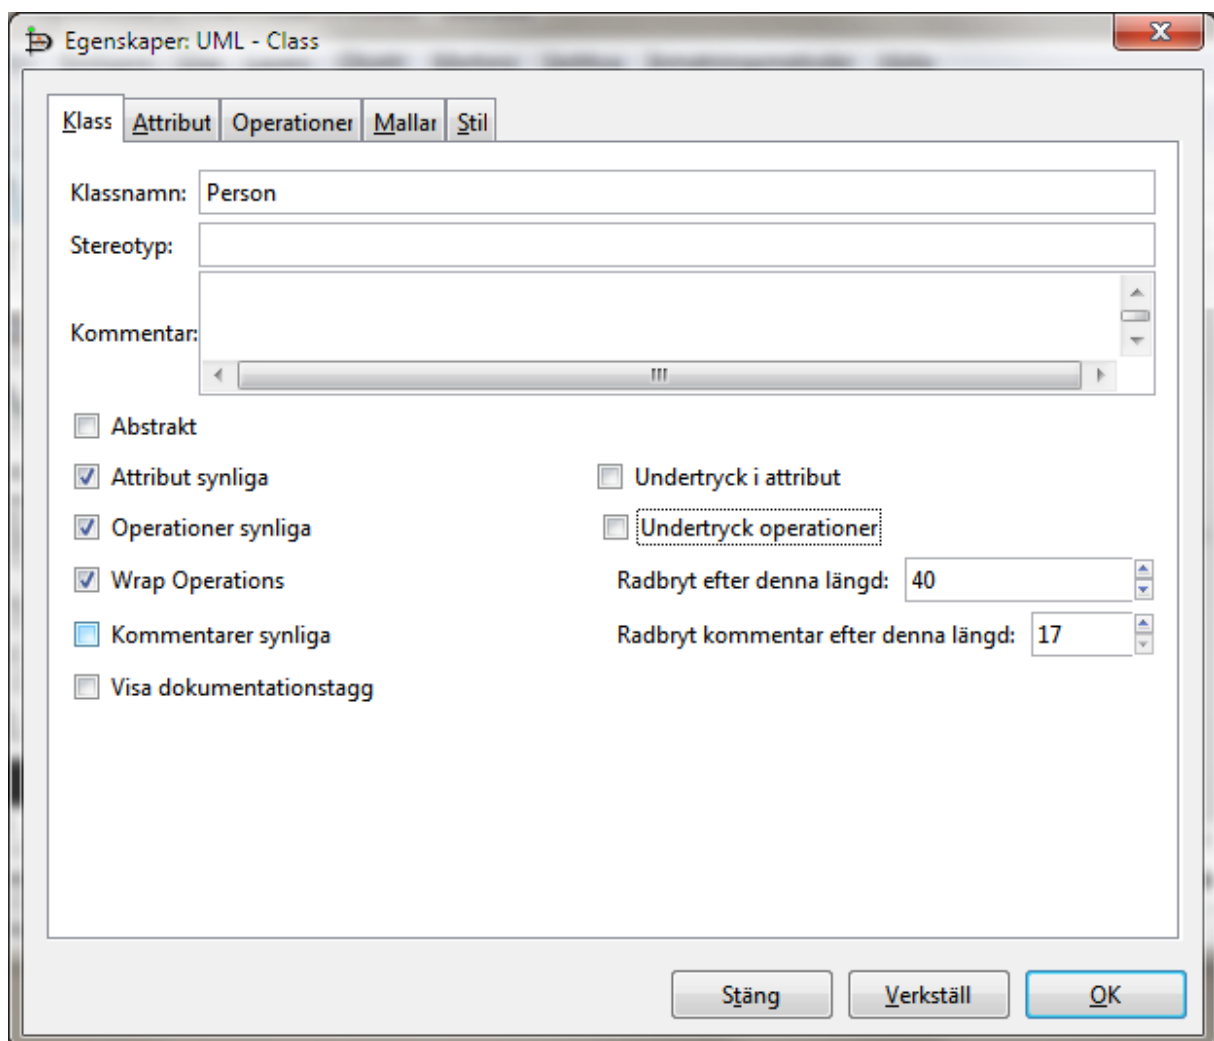 Egenskaper: UML - Class
Klass Attribut Operationer Mallar Stil
Klassnamn: Person
Stereotyp:
Kommentar:
Abstrakt
Attribut synliga Undertryck i attribut
Operationer synliga Undertryck operationer
Wrap Operations Radbryt efter denna längd: 40
Kommentarer synliga Radbryt kommentar efter denna längd: 17
Visa dokumentationstagg
Stäng Verkställ OK